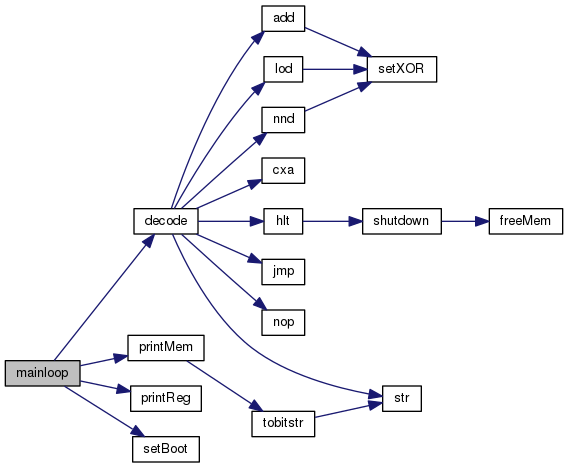 add
lod
setXOR
nnd
cxa
decode
hlt
shutdown
freeMem
jmp
nop
printMem
mainloop
printReg
str
tobitstr
setBoot